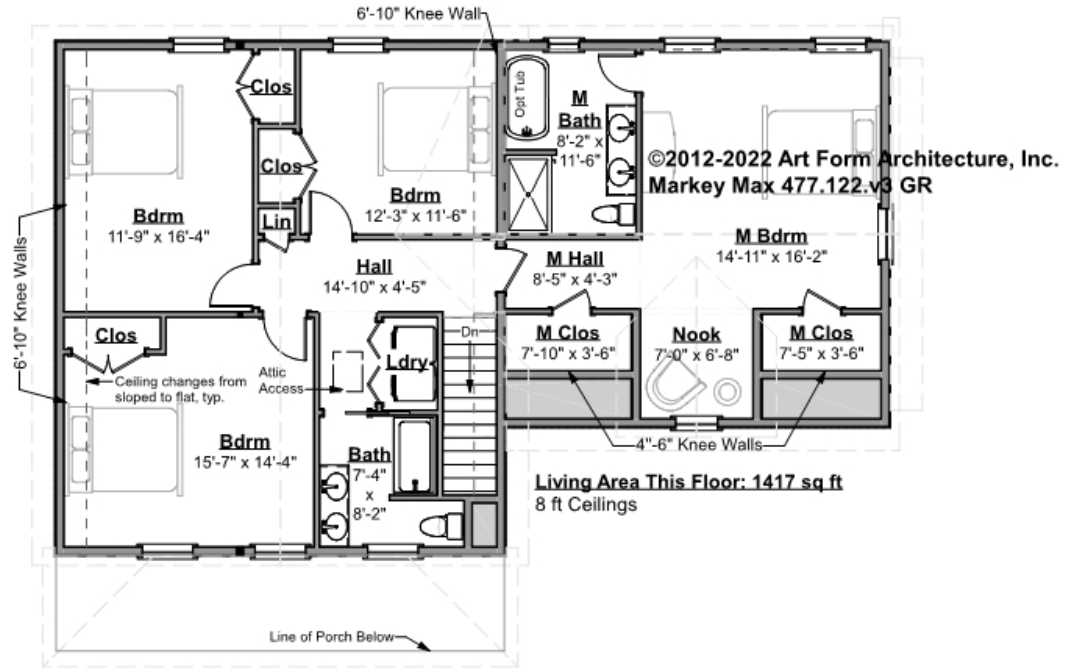 6'-10" Knee Wall
Clos
Opt Tub
M
Bath
8'-2" x
11'-6"
©2012-2022 Art Form Architecture, Inc.
Markey Max 477.122.v3 GR
Clos
Bdrm
12'-3" x 11'-6"
Bdrm
11'-9" x 16'-4"
Lin
6'-10" Knee Walls
Hall
14'-10" x 4'-5"
M Hall
8'-5" x 4'-3"
M Bdrm
14'-11" x 16'-2"
Clos
Dn
M Clos
7'-10" x 3'-6"
Nook
7'-0" x 6'-8"
M Clos
7'-5" x 3'-6"
Ldry
Attic
Access
Ceiling changes from
sloped to flat, typ.
Bdrm
15'-7" x 14'-4"
Bath
7'-4"
x
8'-2"
4"-6" Knee Walls
Living Area This Floor: 1417 sq ft
8 ft Ceilings
Line of Porch Below